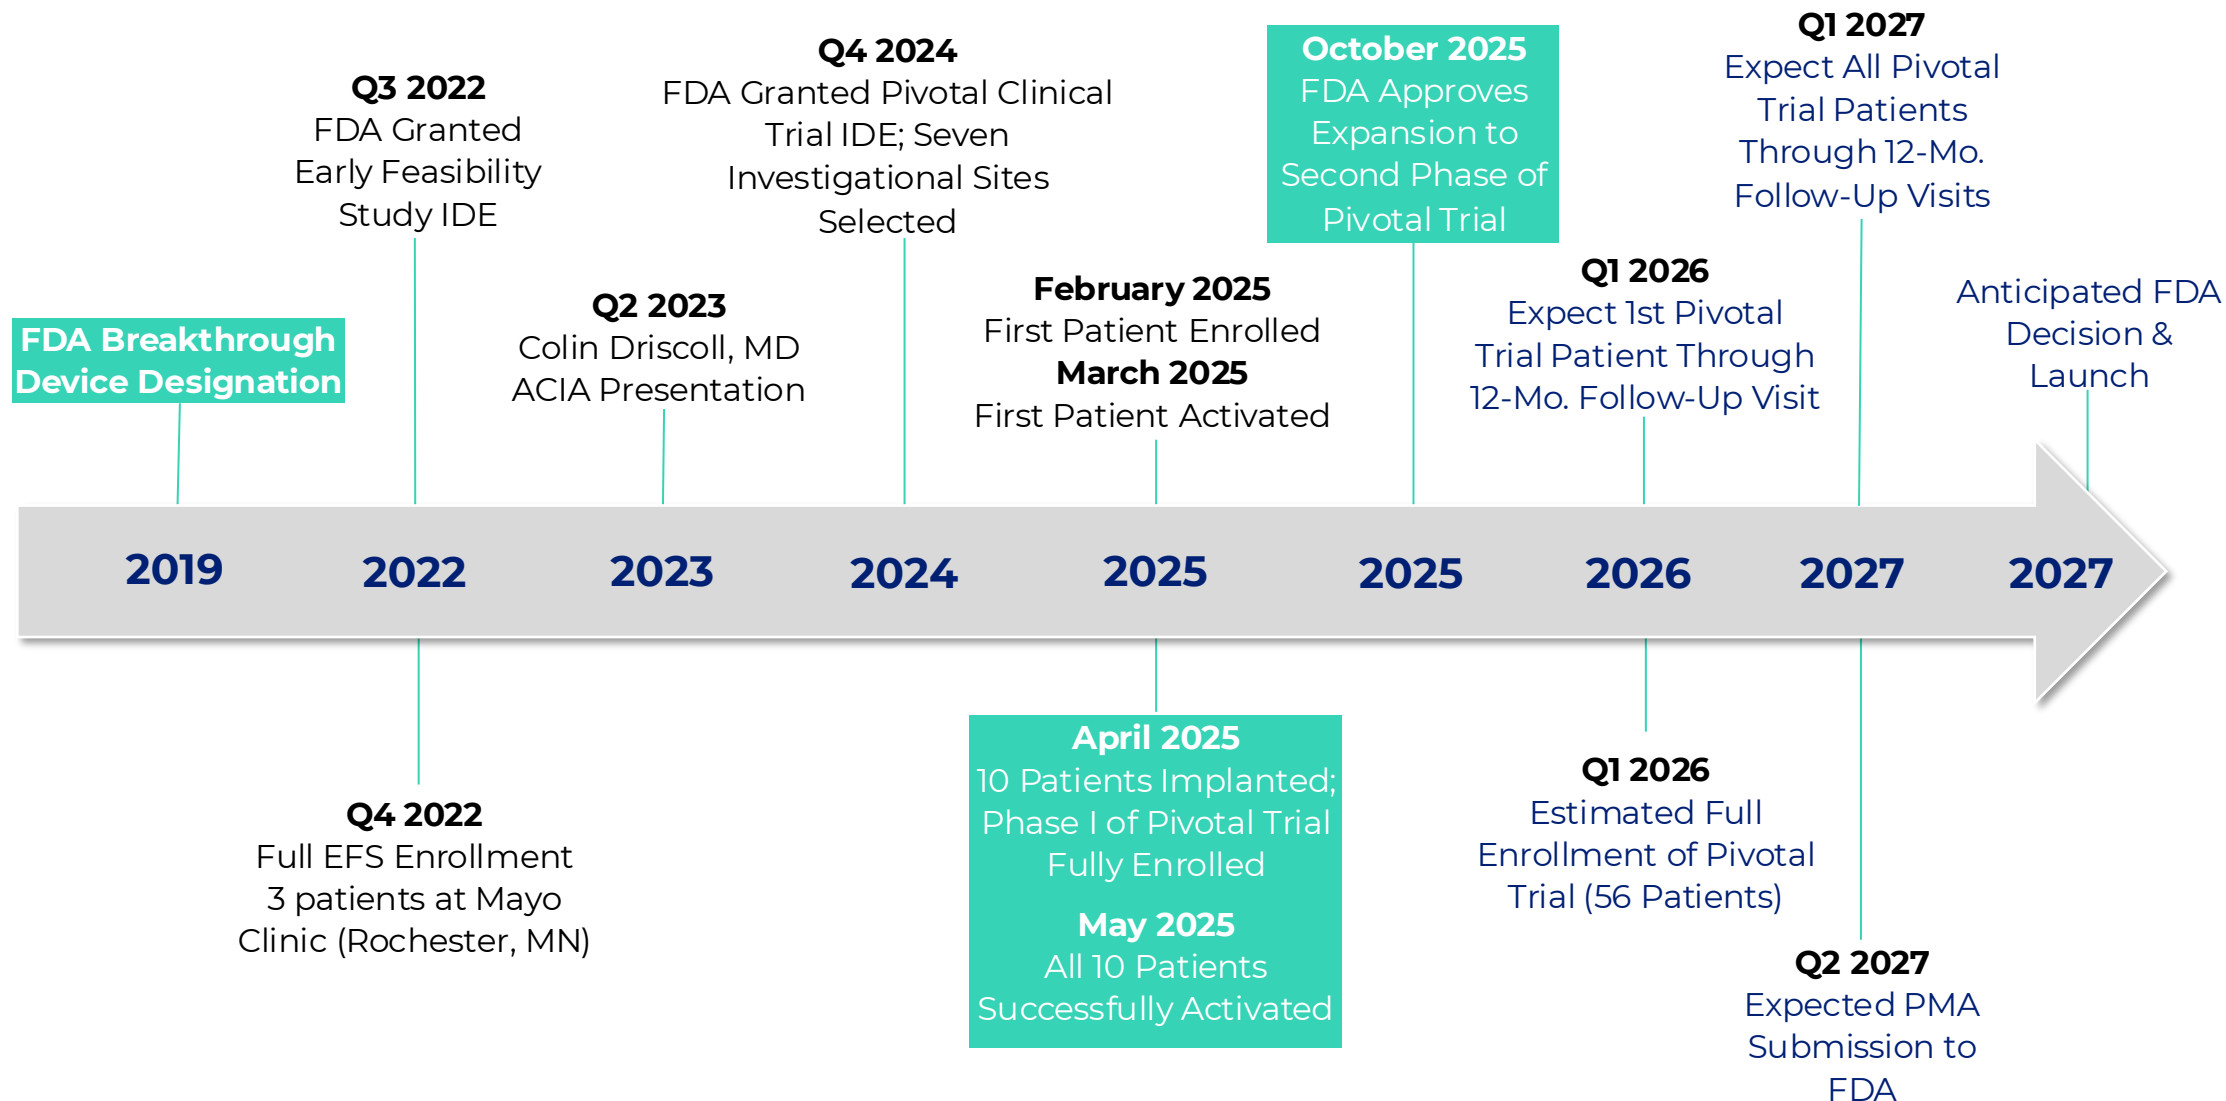 FDA Breakthrough
Device Designation
Q3 2022
FDA Granted
Early Feasibility
Study IDE
Q2 2023
Colin Driscoll, MD
ACIA Presentation
Q4 2024
FDA Granted Pivotal Clinical
Trial IDE; Seven
Investigational Sites
Selected
February 2025
First Patient Enrolled
March 2025
First Patient Activated
October 2025
FDA Approves
Expansion to
Second Phase of
Pivotal Trial
Q1 2026
Expect 1st Pivotal
Trial Patient Through
12-Mo. Follow-Up Visit
Q1 2027
Expect All Pivotal
Trial Patients
Through 12-Mo.
Follow-Up Visits
Anticipated FDA
Decision &
Launch
2019
2022
2023
2024
2025
2025
2026
2027
2027
Q4 2022
Full EFS Enrollment
3 patients at Mayo
Clinic (Rochester, MN)
April 2025
10 Patients Implanted;
Phase I of Pivotal Trial
Fully Enrolled
May 2025
All 10 Patients
Successfully Activated
Q1 2026
Estimated Full
Enrollment of Pivotal
Trial (56 Patients)
Q2 2027
Expected PMA
Submission to
FDA